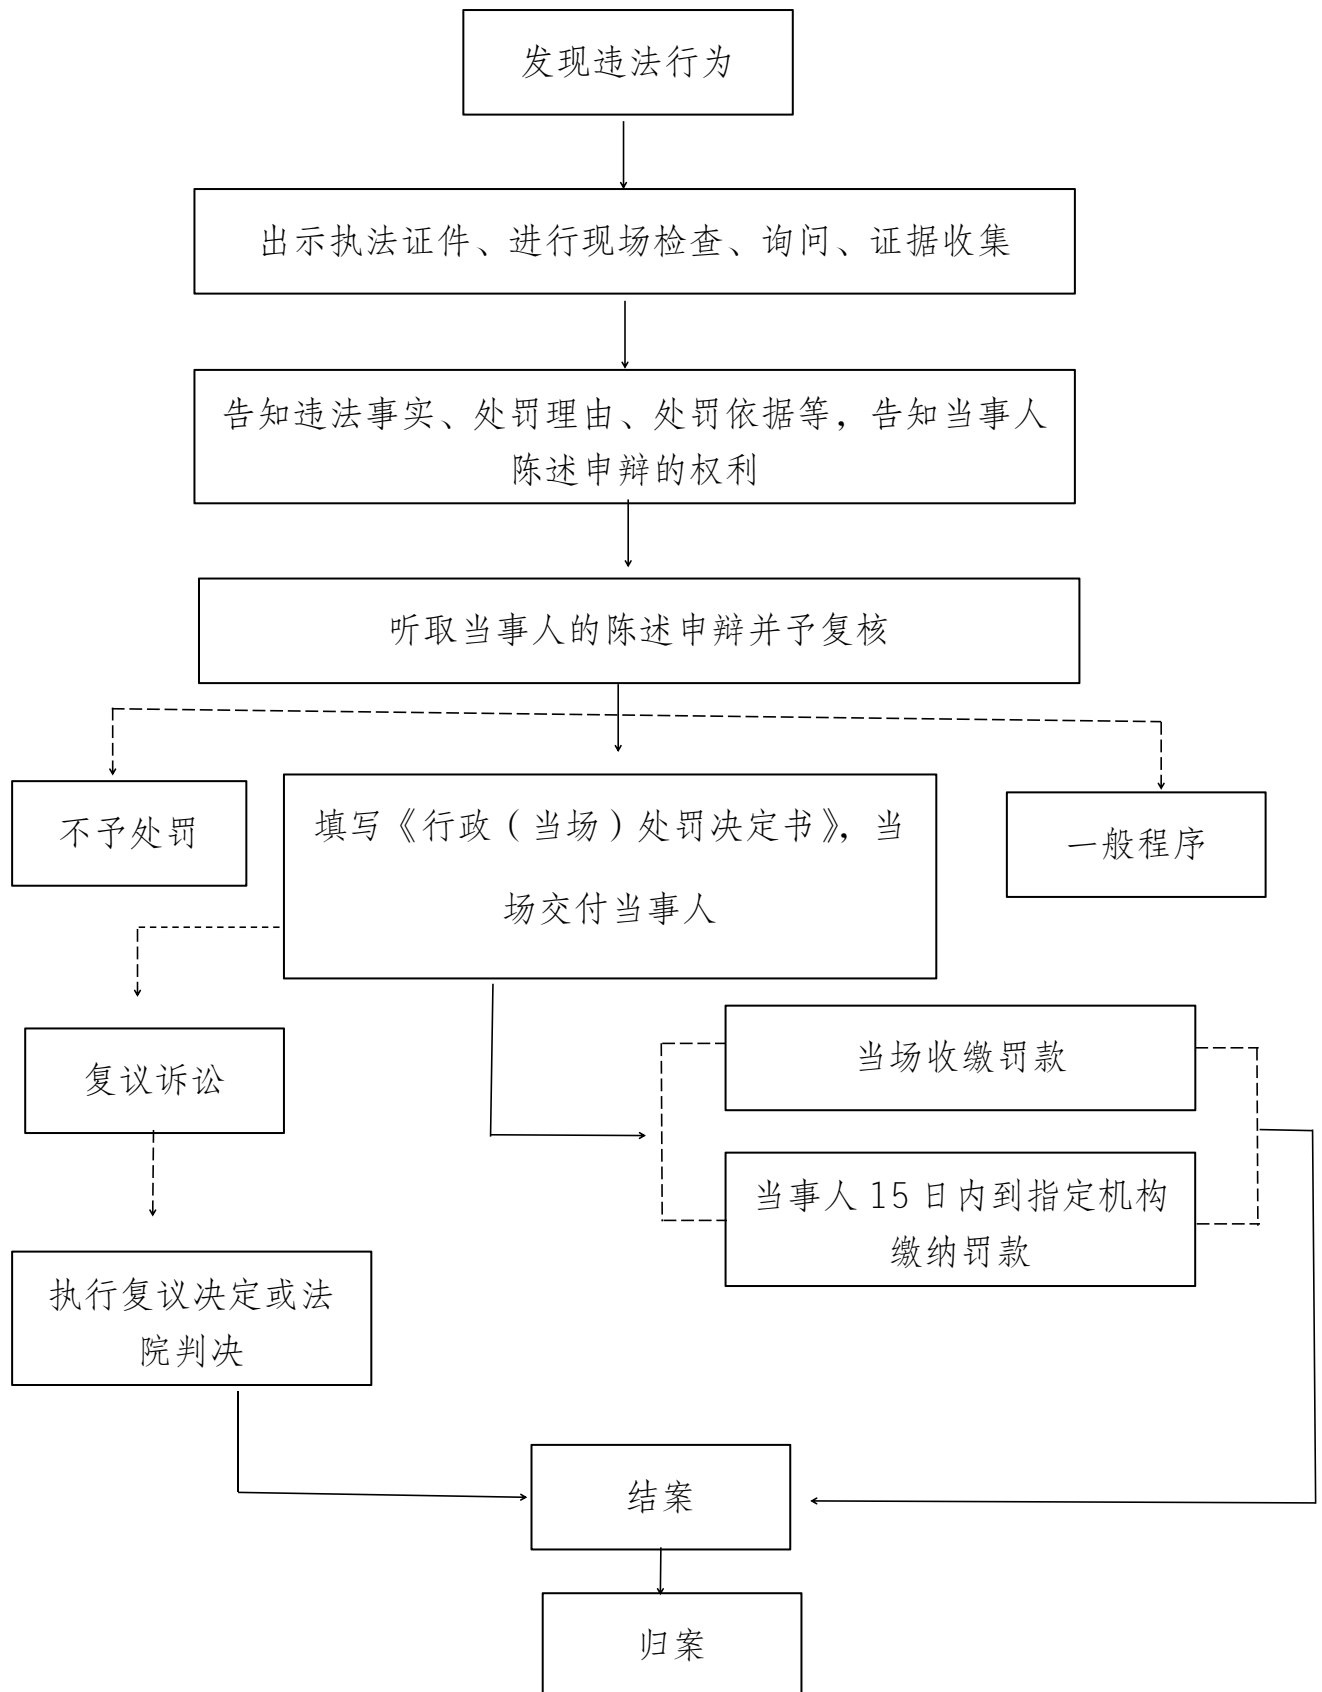 发现违法行为
出示执法证件、进行现场检查、询问、证据收集
告知违法事实、处罚理由、处罚依据等，告知当事人
陈述申辩的权利
听取当事人的陈述申辩并予复核
不予处罚
填写《行政（当场）处罚决定书》，当
场交付当事人
一般程序
复议诉讼
当场收缴罚款
当事人 15 日内到指定机构
缴纳罚款
执行复议决定或法
院判决
结案
归案